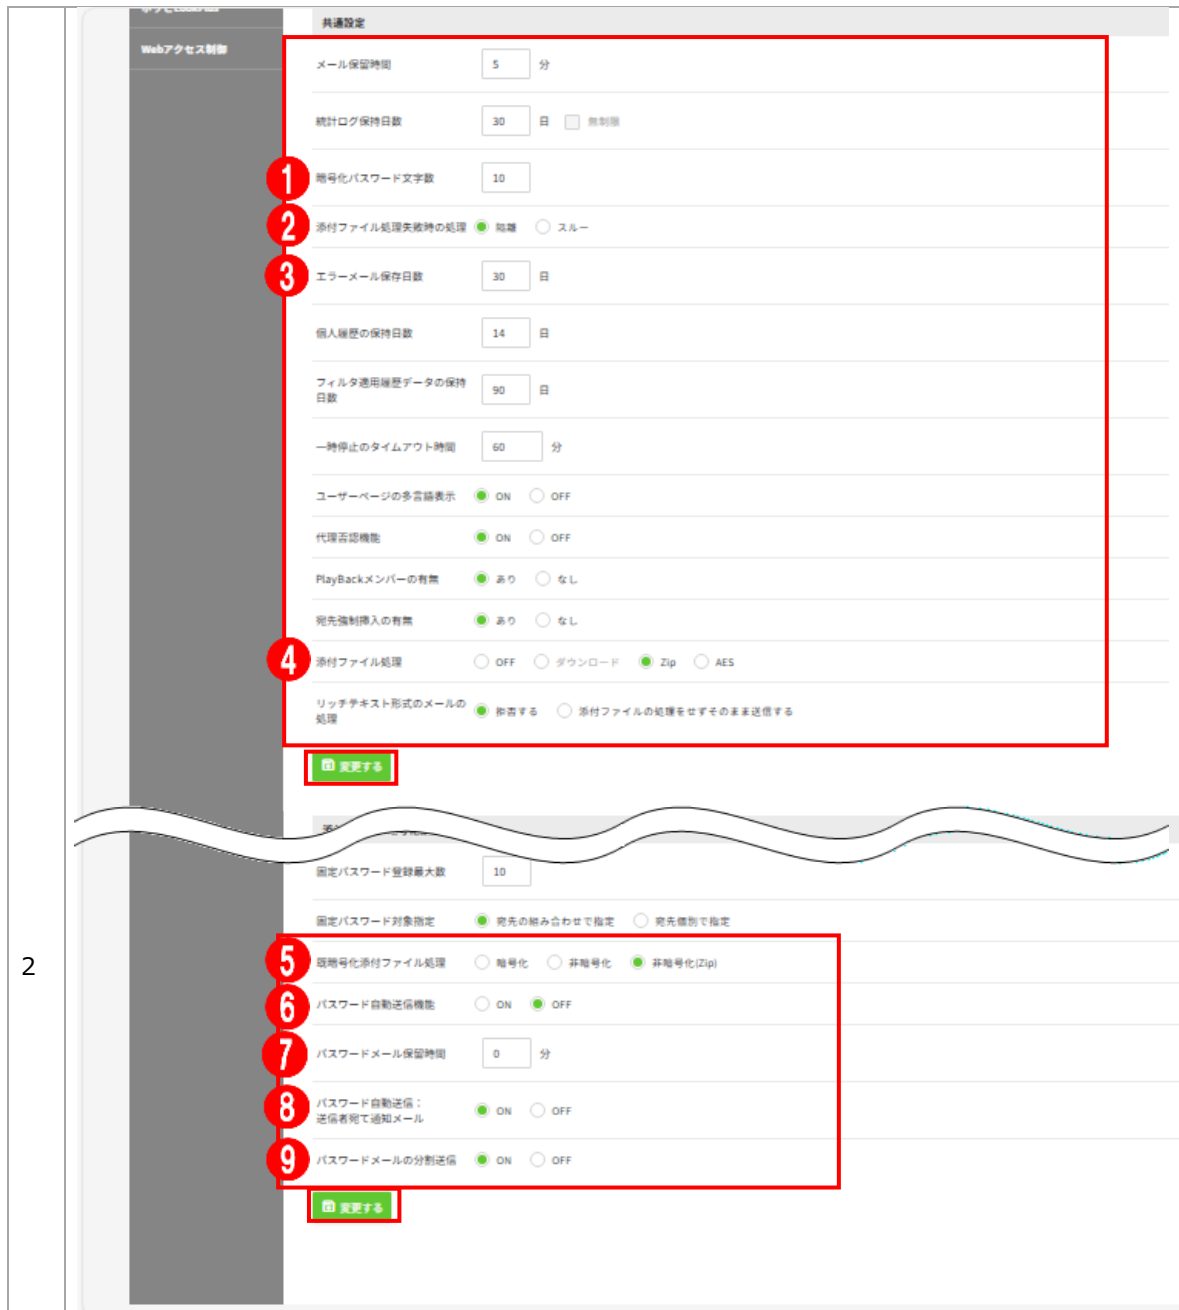 共通設定
Webアクセス制御
メール保留時間 5 分
統計ログ保持日数 30 日 無制限
1 暗号化パスワード文字数 10
2 添付ファイル処理失敗時の処理 隔離 スルー
3 エラーメール保存日数 30 日
個人履歴の保持日数 14 日
フィルタ適用履歴データの保持
日数 90 日
一時停止のタイムアウト時間 60 分
ユーザーページの多言語表示 ON OFF
代理否認機能 ON OFF
PlayBackメンバーの有無 あり なし
宛先強制挿入の有無 あり なし
4 添付ファイル処理 OFF ダウンロード Zip AES
リッチテキスト形式のメールの
処理 拒否する 添付ファイルの処理をせずそのまま送信する
変更する
固定パスワード登録最大数 10
固定パスワード対象指定 宛先の組み合わせで指定 宛先個別で指定
2
5 既暗号化添付ファイル処理 暗号化 非暗号化 非暗号化(Zip)
6 パスワード自動送信機能 ON OFF
7 パスワードメール保留時間 0 分
8 パスワード自動送信：
送信者宛て通知メール ON OFF
9 パスワードメールの分割送信 ON OFF
変更する